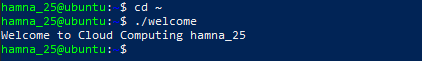 hamna_25@ubuntu: $ cd ~
hamna_25@ubuntu: $ ./welcome
Welcome to Cloud Computing hamna_25
hamna_25@ubuntu: $